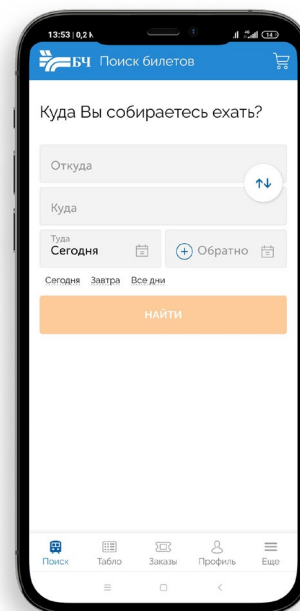 13:53 | 0,2 k
БЧ Поиск билетов
Куда Вы собираетесь ехать?
Откуда
Куда
Туда
Сегодня
Обратно
Сегодня Завтра Все дни
НАЙТИ
Поиск Табло Заказы Профиль Еще